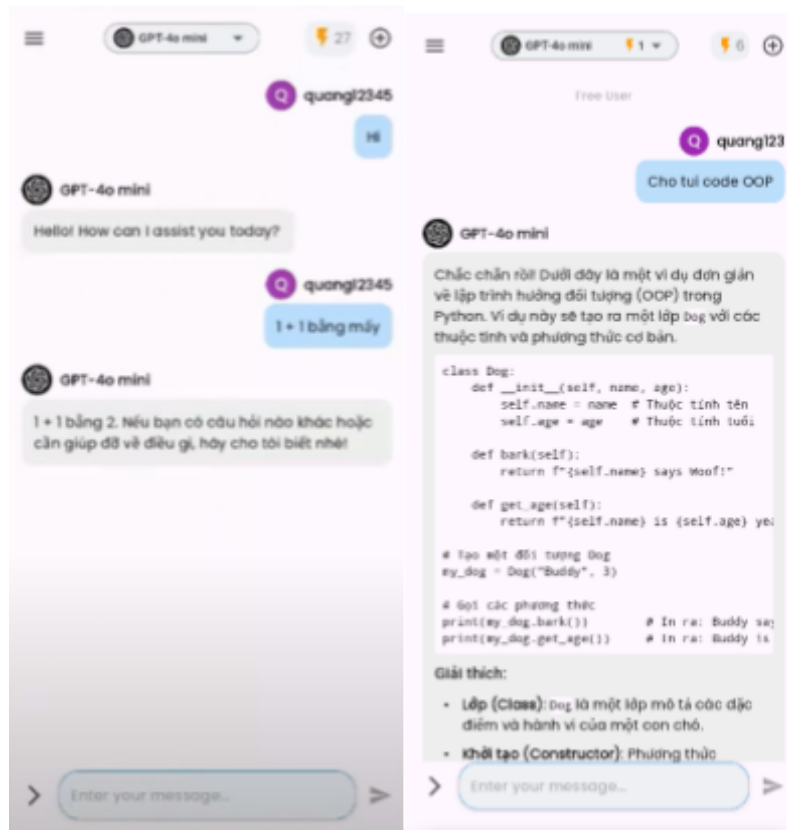 GPT-4o mini
27
Q quang12345
Hi
GPT-4o mini
Hello! How can I assist you today?
Q quang12345
1 + 1 bằng mấy
GPT-4o mini
1 + 1 bằng 2. Nếu bạn có câu hỏi nào khác hoặc
cần giúp đỡ về điều gì, hãy cho tôi biết nhé!
Enter your message...
GPT-4o mini 1
6
Free User
Q quang123
Cho tui code OOP
GPT-4o mini
Chắc chắn rồi! Dưới đây là một ví dụ đơn giản
về lập trình hướng đối tượng (OOP) trong
Python. Ví dụ này sẽ tạo ra một lớp Dog với các
thuộc tính và phương thức cơ bản.
class Dog:
def __init__(self, name, age):
self.name = name # Thuộc tính tên
self.age = age # Thuộc tính tuổi
def bark(self):
return f"{self.name} says Woof!"
def get_age(self):
return f"{self.name} is {self.age} yea
# Tạo một đối tượng Dog
my_dog = Dog("Buddy", 3)
# Gọi các phương thức
print(my_dog.bark()) # In ra: Buddy say
print(my_dog.get_age()) # In ra: Buddy is
Giải thích:
• Lớp (Class): Dog là một lớp mô tả các đặc
điểm và hành vi của một con chó.
• Khởi tạo (Constructor): Phương thức
Enter your message...